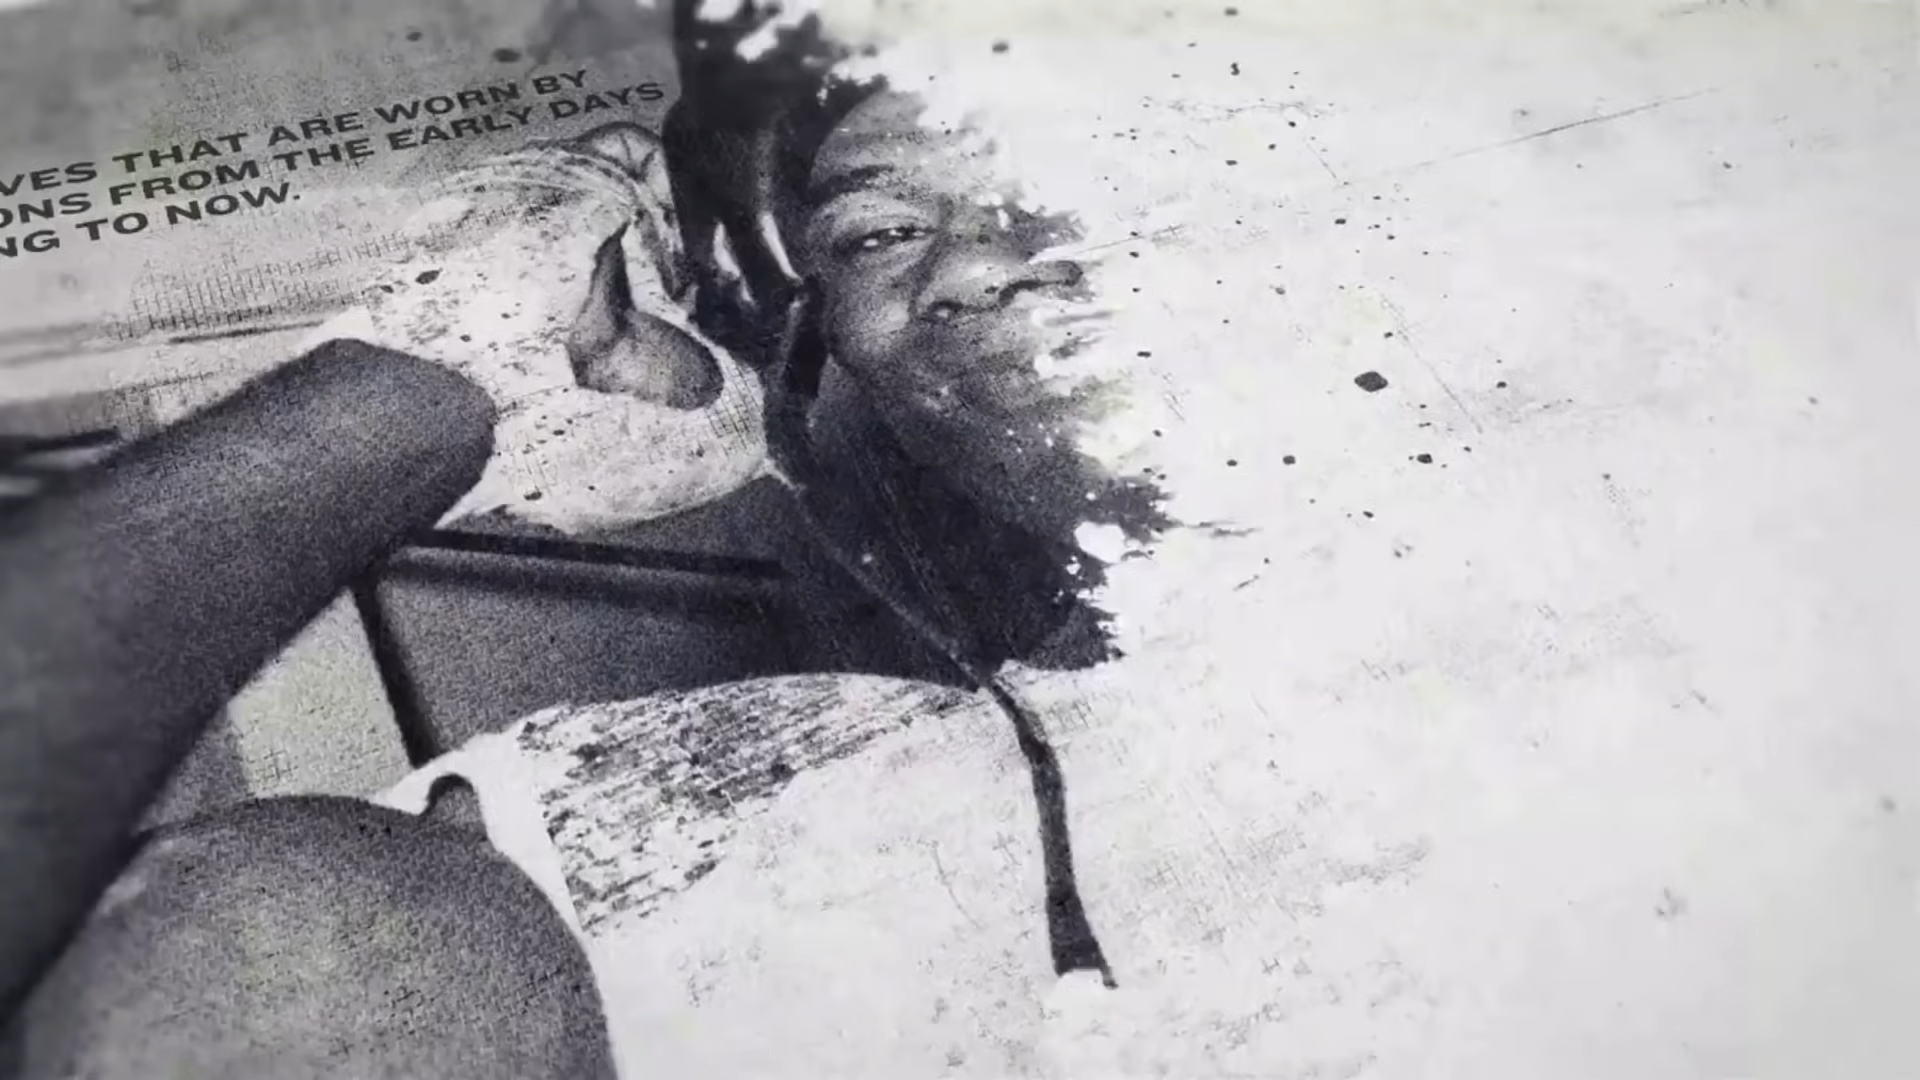 VES THAT ARE WORN BY
ONS FROM THE EARLY DAYS
NG TO NOW.